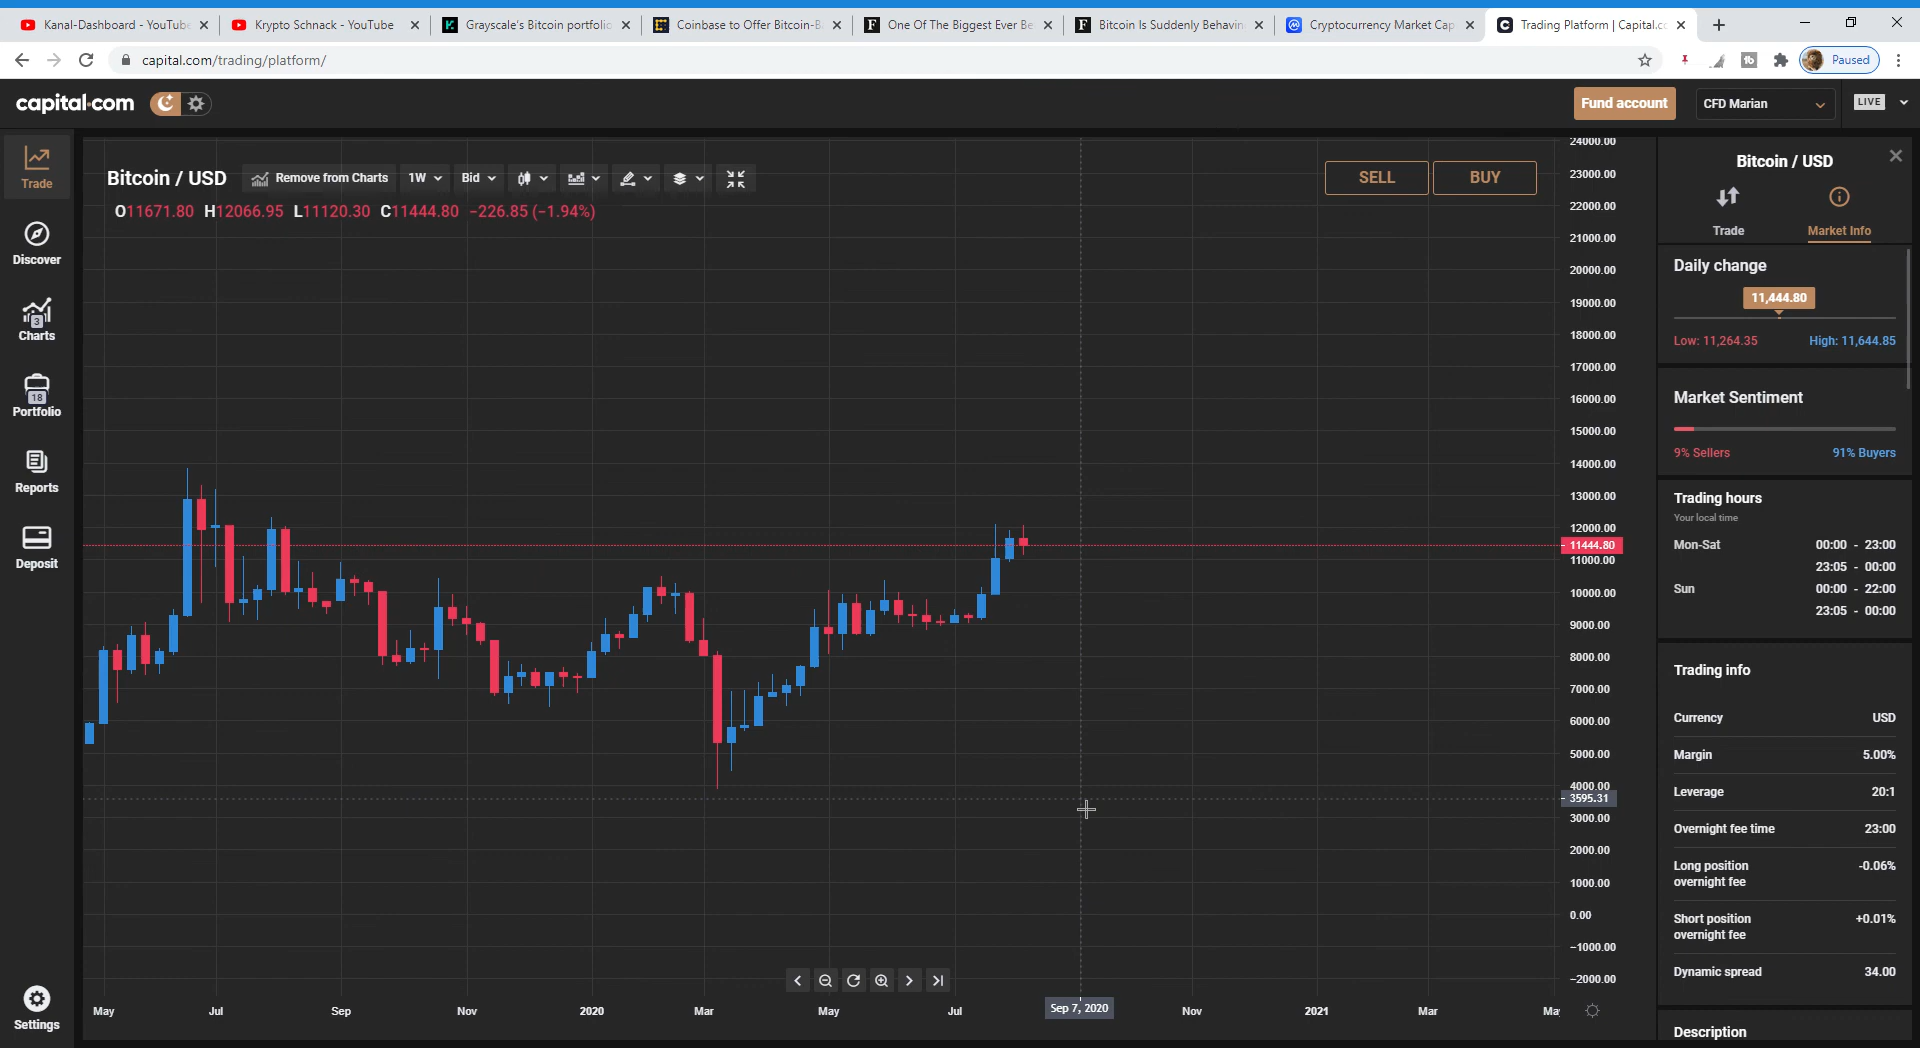 Kanal-Dashboard - YouTube
Krypto Schnack - YouTube
Grayscale's Bitcoin portfolio
Coinbase to Offer Bitcoin-B
One Of The Biggest Ever Be
Bitcoin Is Suddenly Behavin
Cryptocurrency Market Cap
Trading Platform | Capital.co
capital.com/trading/platform/
Paused
capital.com
Fund account
CFD Marian
LIVE
Trade
Discover
3
Charts
18
Portfolio
Reports
Deposit
Settings
Bitcoin / USD
Remove from Charts
1W
Bid
SELL
BUY
O11671.80 H12066.95 L11120.30 C11444.80 −226.85 (−1.94%)
24000.00
23000.00
22000.00
21000.00
20000.00
19000.00
18000.00
17000.00
16000.00
15000.00
14000.00
13000.00
12000.00
11444.80
11000.00
10000.00
9000.00
8000.00
7000.00
6000.00
5000.00
4000.00
3595.31
3000.00
2000.00
1000.00
0.00
−1000.00
−2000.00
May
Jul
Sep
Nov
2020
Mar
May
Jul
Sep 7, 2020
Nov
2021
Mar
Bitcoin / USD
Trade
Market Info
Daily change
11,444.80
Low: 11,264.35
High: 11,644.85
Market Sentiment
9% Sellers
91% Buyers
Trading hours
Your local time
Mon-Sat 00:00 - 23:00
23:05 - 00:00
Sun 00:00 - 22:00
23:05 - 00:00
Trading info
Currency USD
Margin 5.00%
Leverage 20:1
Overnight fee time 23:00
Long position
overnight fee
-0.06%
Short position
overnight fee
+0.01%
Dynamic spread 34.00
Description